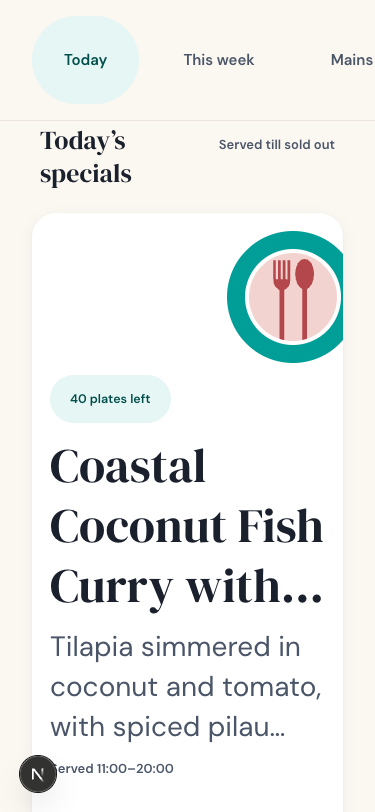 Today
This week
Mains
Today’s
specials
Served till sold out
40 plates left
Coastal
Coconut Fish
Curry with...
Tilapia simmered in
coconut and tomato,
with spiced pilau...
Served 11:00–20:00
N